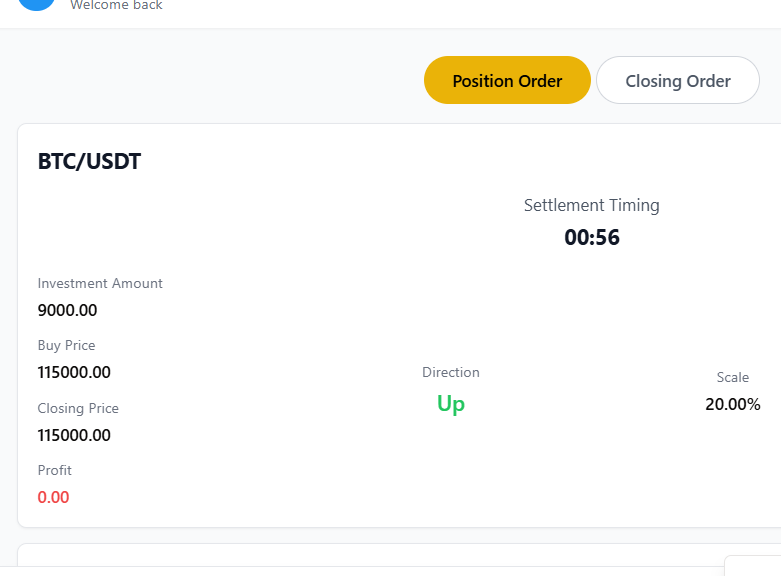 Welcome back
Position Order
Closing Order
BTC/USDT
Settlement Timing
00:56
Investment Amount
9000.00
Buy Price
115000.00
Direction
Up
Scale
20.00%
Closing Price
115000.00
Profit
0.00